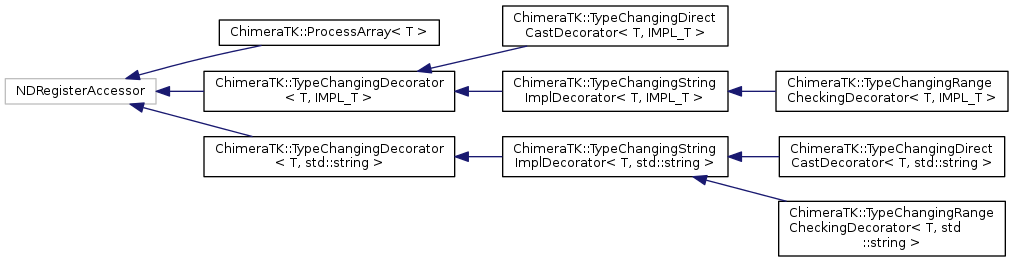 ChimeraTK::ProcessArray< T >
ChimeraTK::TypeChangingDirect
CastDecorator< T, IMPL_T >
NDRegisterAccessor
ChimeraTK::TypeChangingDecorator
< T, IMPL_T >
ChimeraTK::TypeChangingString
ImplDecorator< T, IMPL_T >
ChimeraTK::TypeChangingRange
CheckingDecorator< T, IMPL_T >
ChimeraTK::TypeChangingDecorator
< T, std::string >
ChimeraTK::TypeChangingString
ImplDecorator< T, std::string >
ChimeraTK::TypeChangingDirect
CastDecorator< T, std::string >
ChimeraTK::TypeChangingRange
CheckingDecorator< T, std
::string >